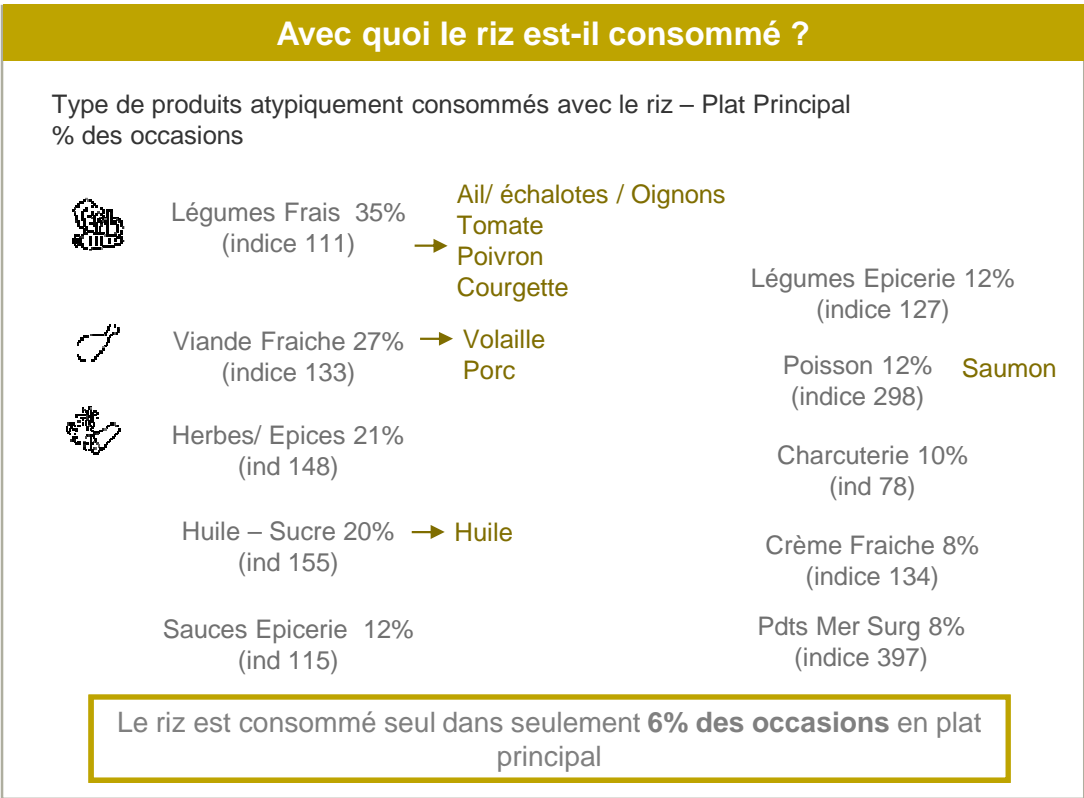 Avec quoi le riz est-il consommé ?
Type de produits atypiquement consommés avec le riz – Plat Principal
% des occasions
Légumes Frais  35%
(indice 111)
Ail/ échalotes / Oignons
Tomate
Poivron
Courgette
Viande Fraiche 27%
(indice 133)
Volaille
Porc
Herbes/ Epices 21%
(ind 148)
Huile – Sucre 20%
(ind 155)
Huile
Sauces Epicerie  12%
(ind 115)
Légumes Epicerie 12%
(indice 127)
Poisson 12%
(indice 298)
Saumon
Charcuterie 10%
(ind 78)
Crème Fraiche 8%
(indice 134)
Pdts Mer Surg 8%
(indice 397)
Le riz est consommé seul dans seulement 6% des occasions en plat
principal